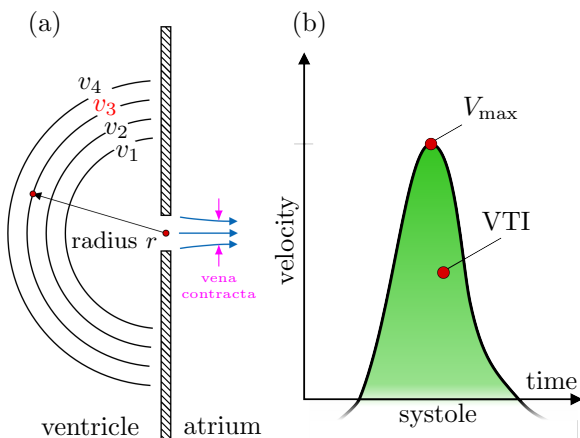 (a)
v4
v3
v2
v1
radius r
vena
contracta
ventricle
atrium
(b)
Vmax
VTI
velocity
time
systole